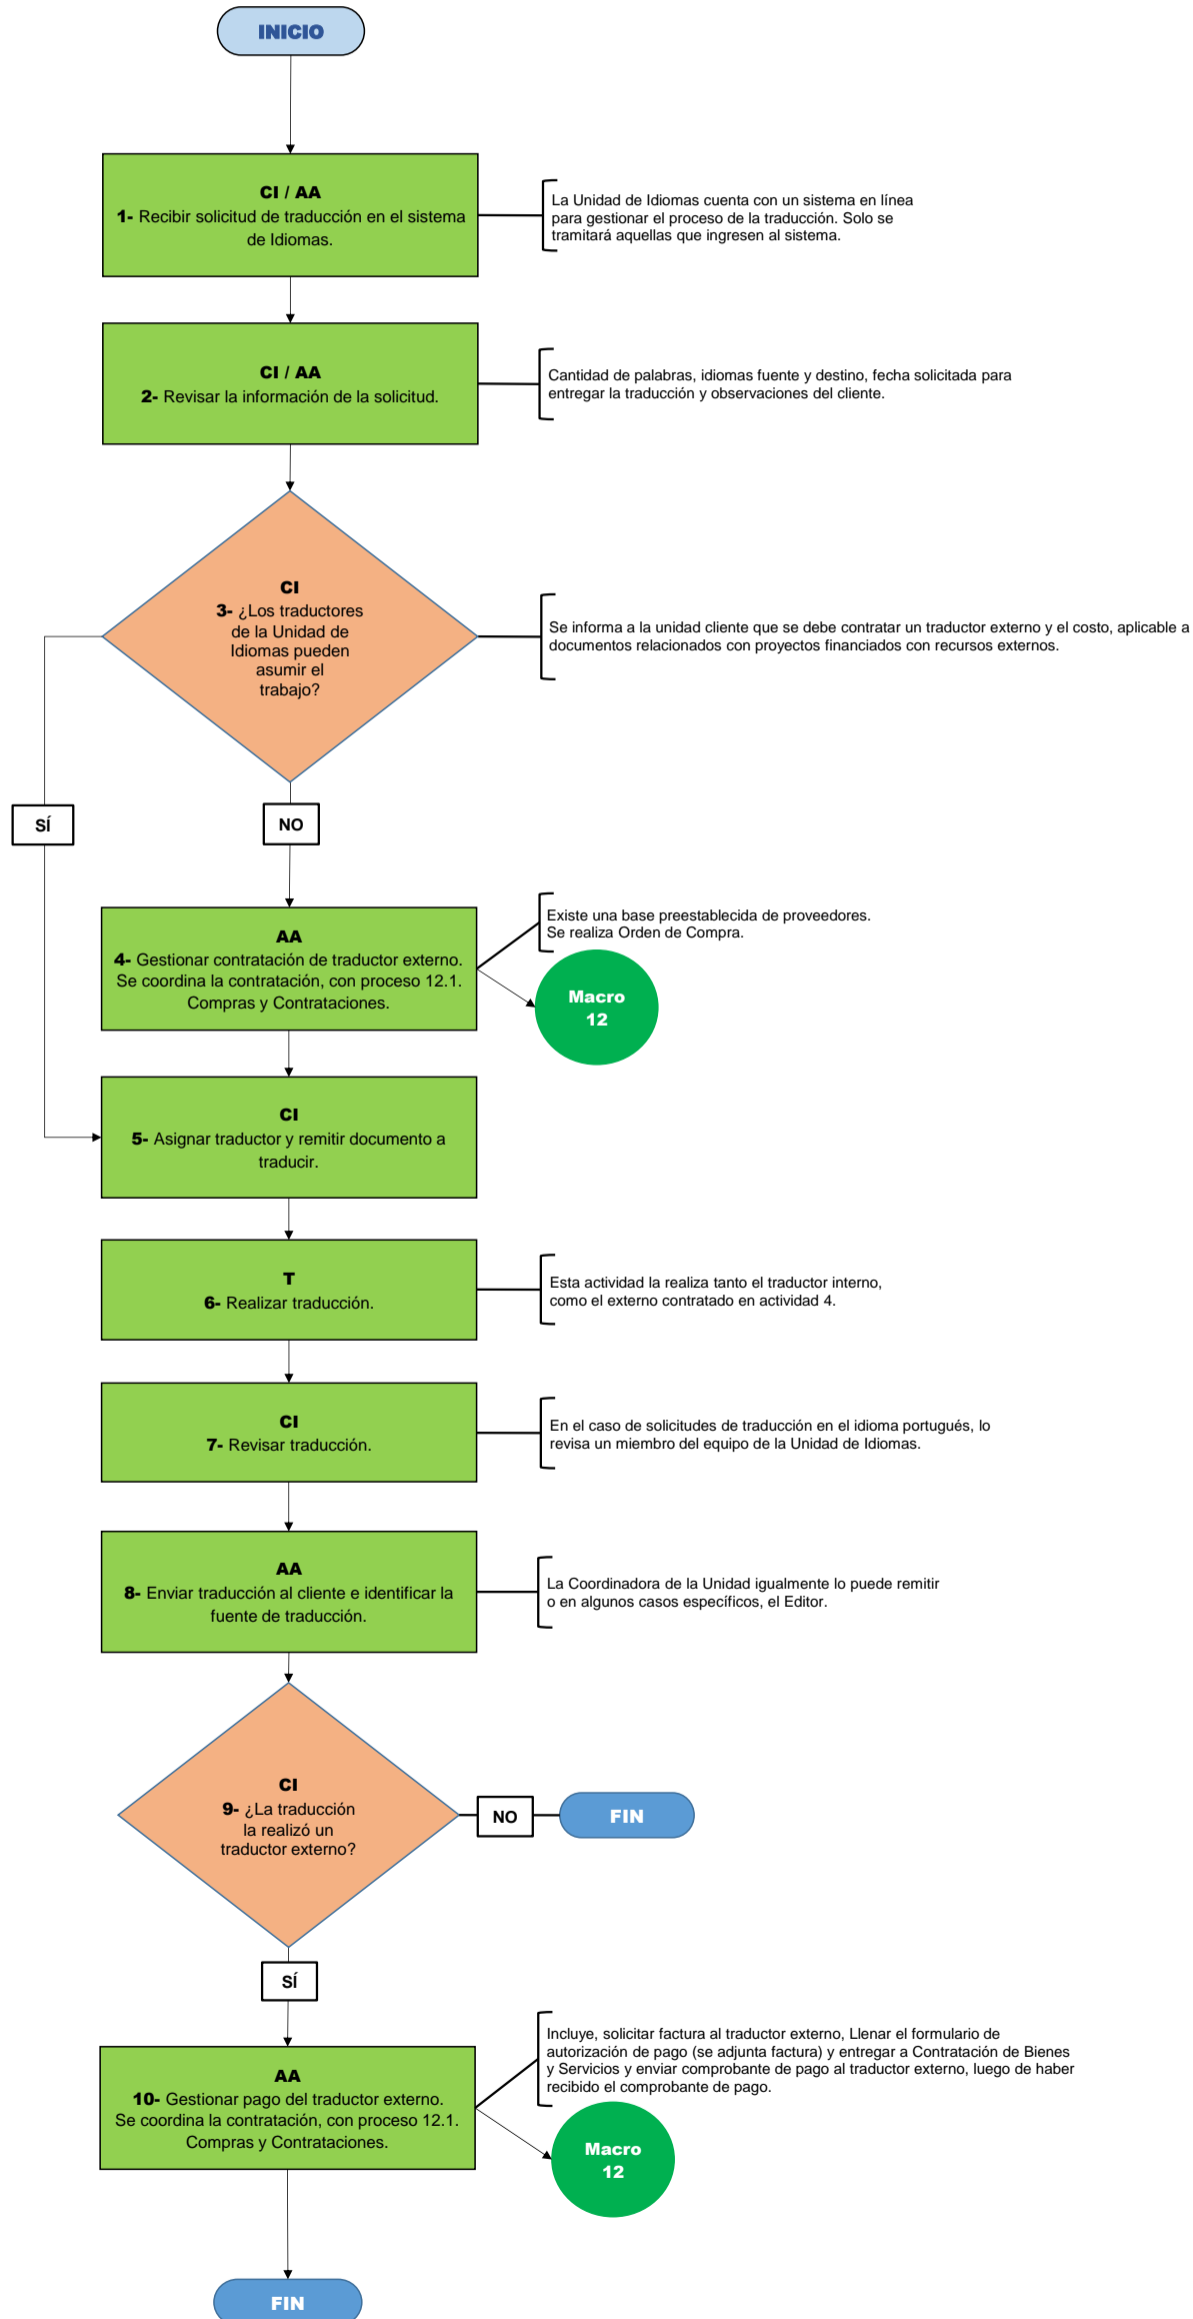 INICIO
CI / AA
1- Recibir solicitud de traducción en el sistema
de Idiomas.
La Unidad de Idiomas cuenta con un sistema en línea
para gestionar el proceso de la traducción. Solo se
tramitará aquellas que ingresen al sistema.
CI / AA
2- Revisar la información de la solicitud.
Cantidad de palabras, idiomas fuente y destino, fecha solicitada para
entregar la traducción y observaciones del cliente.
CI
3- ¿Los traductores
de la Unidad de
Idiomas pueden
asumir el
trabajo?
Se informa a la unidad cliente que se debe contratar un traductor externo y el costo, aplicable a
documentos relacionados con proyectos financiados con recursos externos.
SÍ
NO
AA
4- Gestionar contratación de traductor externo.
Se coordina la contratación, con proceso 12.1.
Compras y Contrataciones.
Existe una base preestablecida de proveedores.
Se realiza Orden de Compra.
Macro
12
CI
5- Asignar traductor y remitir documento a
traducir.
T
6- Realizar traducción.
Esta actividad la realiza tanto el traductor interno,
como el externo contratado en actividad 4.
CI
7- Revisar traducción.
En el caso de solicitudes de traducción en el idioma portugués, lo
revisa un miembro del equipo de la Unidad de Idiomas.
AA
8- Enviar traducción al cliente e identificar la
fuente de traducción.
La Coordinadora de la Unidad igualmente lo puede remitir
o en algunos casos específicos, el Editor.
CI
9- ¿La traducción
la realizó un
traductor externo?
NO
FIN
SÍ
AA
10- Gestionar pago del traductor externo.
Se coordina la contratación, con proceso 12.1.
Compras y Contrataciones.
Incluye, solicitar factura al traductor externo, Llenar el formulario de
autorización de pago (se adjunta factura) y entregar a Contratación de Bienes
y Servicios y enviar comprobante de pago al traductor externo, luego de haber
recibido el comprobante de pago.
Macro
12
FIN